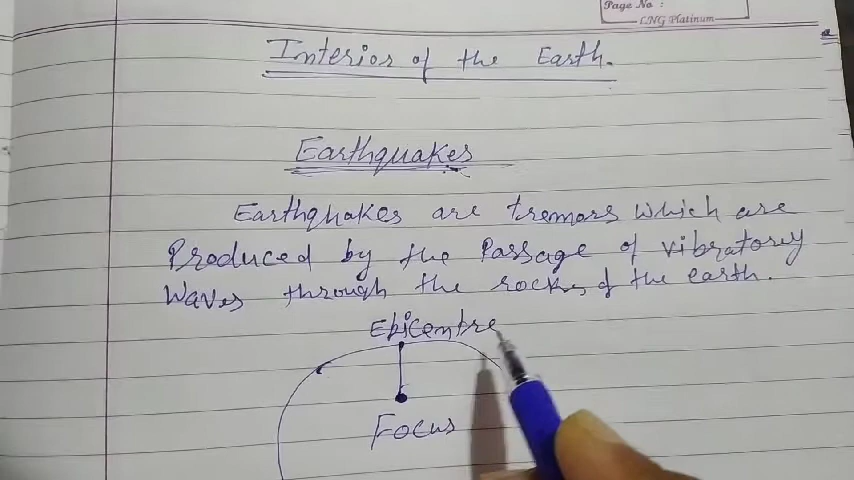 Page No :
LNG Platinum
Interior of the Earth.
Earthquakes
Earthquakes are tremors which are
Produced by the Passage of vibratory
Waves through the rocks of the earth.
Epicentre
Focus